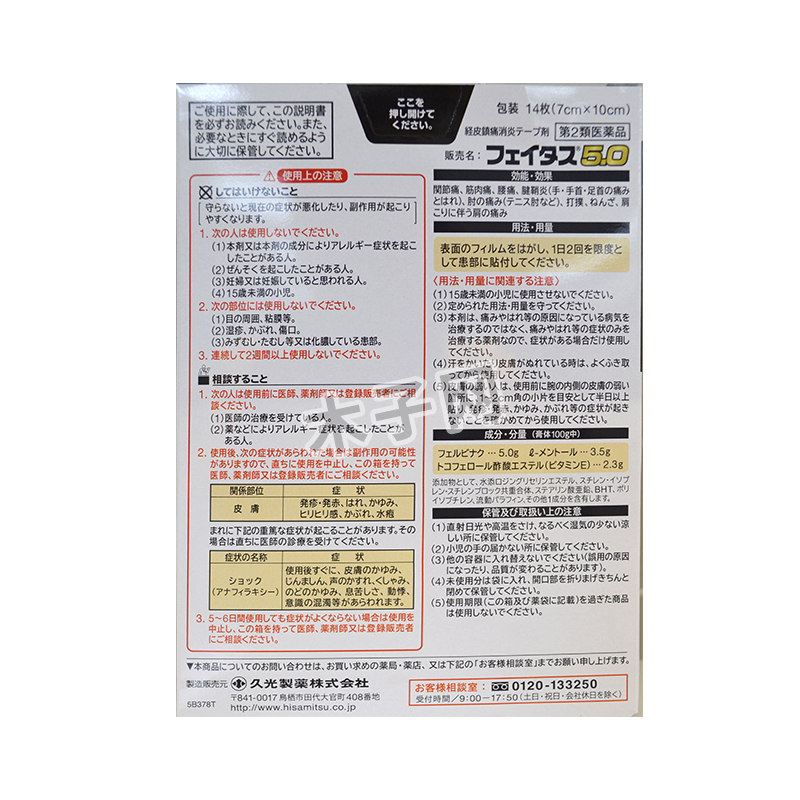 ご使用に際して、この説明書
を必ずお読みください。また、
必要なときにすぐ読めるよう
に大切に保管してください。
ここを
押し開けて
ください。
包装 14枚(7cm×10cm)
経皮鎮痛消炎テープ剤 第2類医薬品
販売名:フェイタス®5.0
使用上の注意
してはいけないこと
守らないと現在の症状が悪化したり、副作用が起こり
やすくなります。
1. 次の人は使用しないでください。
(1)本剤又は本剤の成分によりアレルギー症状を起こ
したことがある人。
(2)ぜんそくを起こしたことがある人。
(3)妊婦又は妊娠していると思われる人。
(4)15歳未満の小児。
2. 次の部位には使用しないでください。
(1)目の周囲、粘膜等。
(2)湿疹、かぶれ、傷口。
(3)みずむし・たむし等又は化膿している患部。
3. 連続して2週間以上使用しないでください。
相談すること
1. 次の人は使用前に医師、薬剤師又は登録販売者にご相
談ください。
(1)医師の治療を受けている人。
(2)薬などによりアレルギー症状を起こしたことが
ある人。
2. 使用後、次の症状があらわれた場合は副作用の可能性
がありますので、直ちに使用を中止し、この箱を持って
医師、薬剤師又は登録販売者にご相談ください。
関係部位 症状
皮膚 発疹・発赤、はれ、かゆみ、
ヒリヒリ感、かぶれ、水疱
まれに下記の重篤な症状が起こることがあります。その
場合は直ちに医師の診療を受けてください。
症状の名称 症状
ショック
(アナフィラキシー)
使用後すぐに、皮膚のかゆみ、
じんましん、声のかすれ、くしゃみ、
のどのかゆみ、息苦しさ、動悸、
意識の混濁等があらわれます。
3. 5~6日間使用しても症状がよくならない場合は使用を
中止し、この箱を持って医師、薬剤師又は登録販売者
にご相談ください。
効能・効果
関節痛、筋肉痛、腰痛、腱鞘炎(手・手首・足首の痛み
とはれ)、肘の痛み(テニス肘など)、打撲、ねんざ、肩
こりに伴う肩の痛み
用法・用量
表面のフィルムをはがし、1日2回を限度と
して患部に貼付してください。
〈用法・用量に関連する注意〉
(1)15歳未満の小児に使用させないでください。
(2)定められた用法・用量を守ってください。
(3)本剤は、痛みやはれ等の原因になっている病気を
治療するのではなく、痛みやはれ等の症状のみを
治療する薬剤なので、症状がある場合だけ使用し
てください。
(4)汗をかいたり皮膚がぬれている時は、よくふき取
ってから使用してください。
(5)皮膚の弱い人は、使用前に腕の内側の皮膚の弱い
cm角の小片を目安として半日以上
貼り、発赤、かゆみ、かぶれ等の症状が起き
ないことを確かめてから使用してください。
成分・分量(膏体100g中)
フェルビナク…5.0g ℓ-メントール…3.5g
トコフェロール酢酸エステル(ビタミンE)…2.3g
添加物として、水添ロジングリセリンエステル、スチレン・イソプ
レン・スチレンブロック共重合体、ステアリン酸亜鉛、BHT、ポリ
イソブチレン、流動パラフィン、その他1成分を含有します。
保管及び取扱い上の注意
(1)直射日光や高温をさけ、なるべく湿気の少ない涼
しい所に保管してください。
(2)小児の手の届かない所に保管してください。
(3)他の容器に入れ替えないでください(誤用の原因
になったり、品質が変わることがあります)。
(4)未使用分は袋に入れ、開口部を折りまげきちんと
閉めて保管してください。
(5)使用期限(この箱及び薬袋に記載)を過ぎた商品
は使用しないでください。
木子网
▼本商品についてのお問い合わせは、お買い求めの薬局・薬店、又は下記の「お客様相談室」までお願い申し上げます。
製造販売元 久光製薬株式会社
〒841-0017 鳥栖市田代大官町408番地
http://www.hisamitsu.co.jp
5B378T
お客様相談室: 0120-133250
受付時間/9:00-17:50(土日・祝日・会社休日を除く)